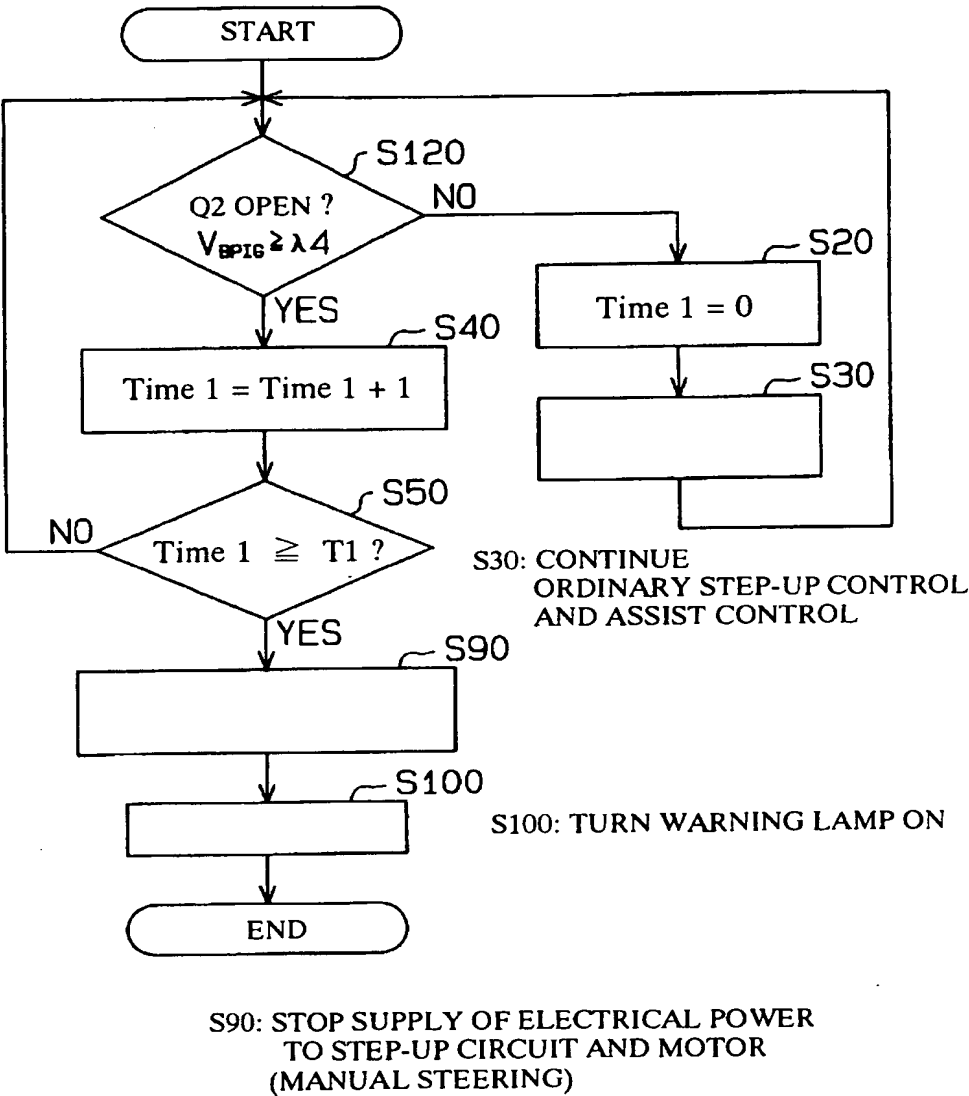 START
S120
Q2 OPEN ?
V_BPIG ≧ λ4
NO
YES
S20
Time 1 = 0
S40
Time 1 = Time 1 + 1
S30
S50
NO
Time 1 ≧ T1 ?
YES
S30: CONTINUE
ORDINARY STEP-UP CONTROL
AND ASSIST CONTROL
S90
S100
S100: TURN WARNING LAMP ON
END
S90: STOP SUPPLY OF ELECTRICAL POWER
TO STEP-UP CIRCUIT AND MOTOR
(MANUAL STEERING)